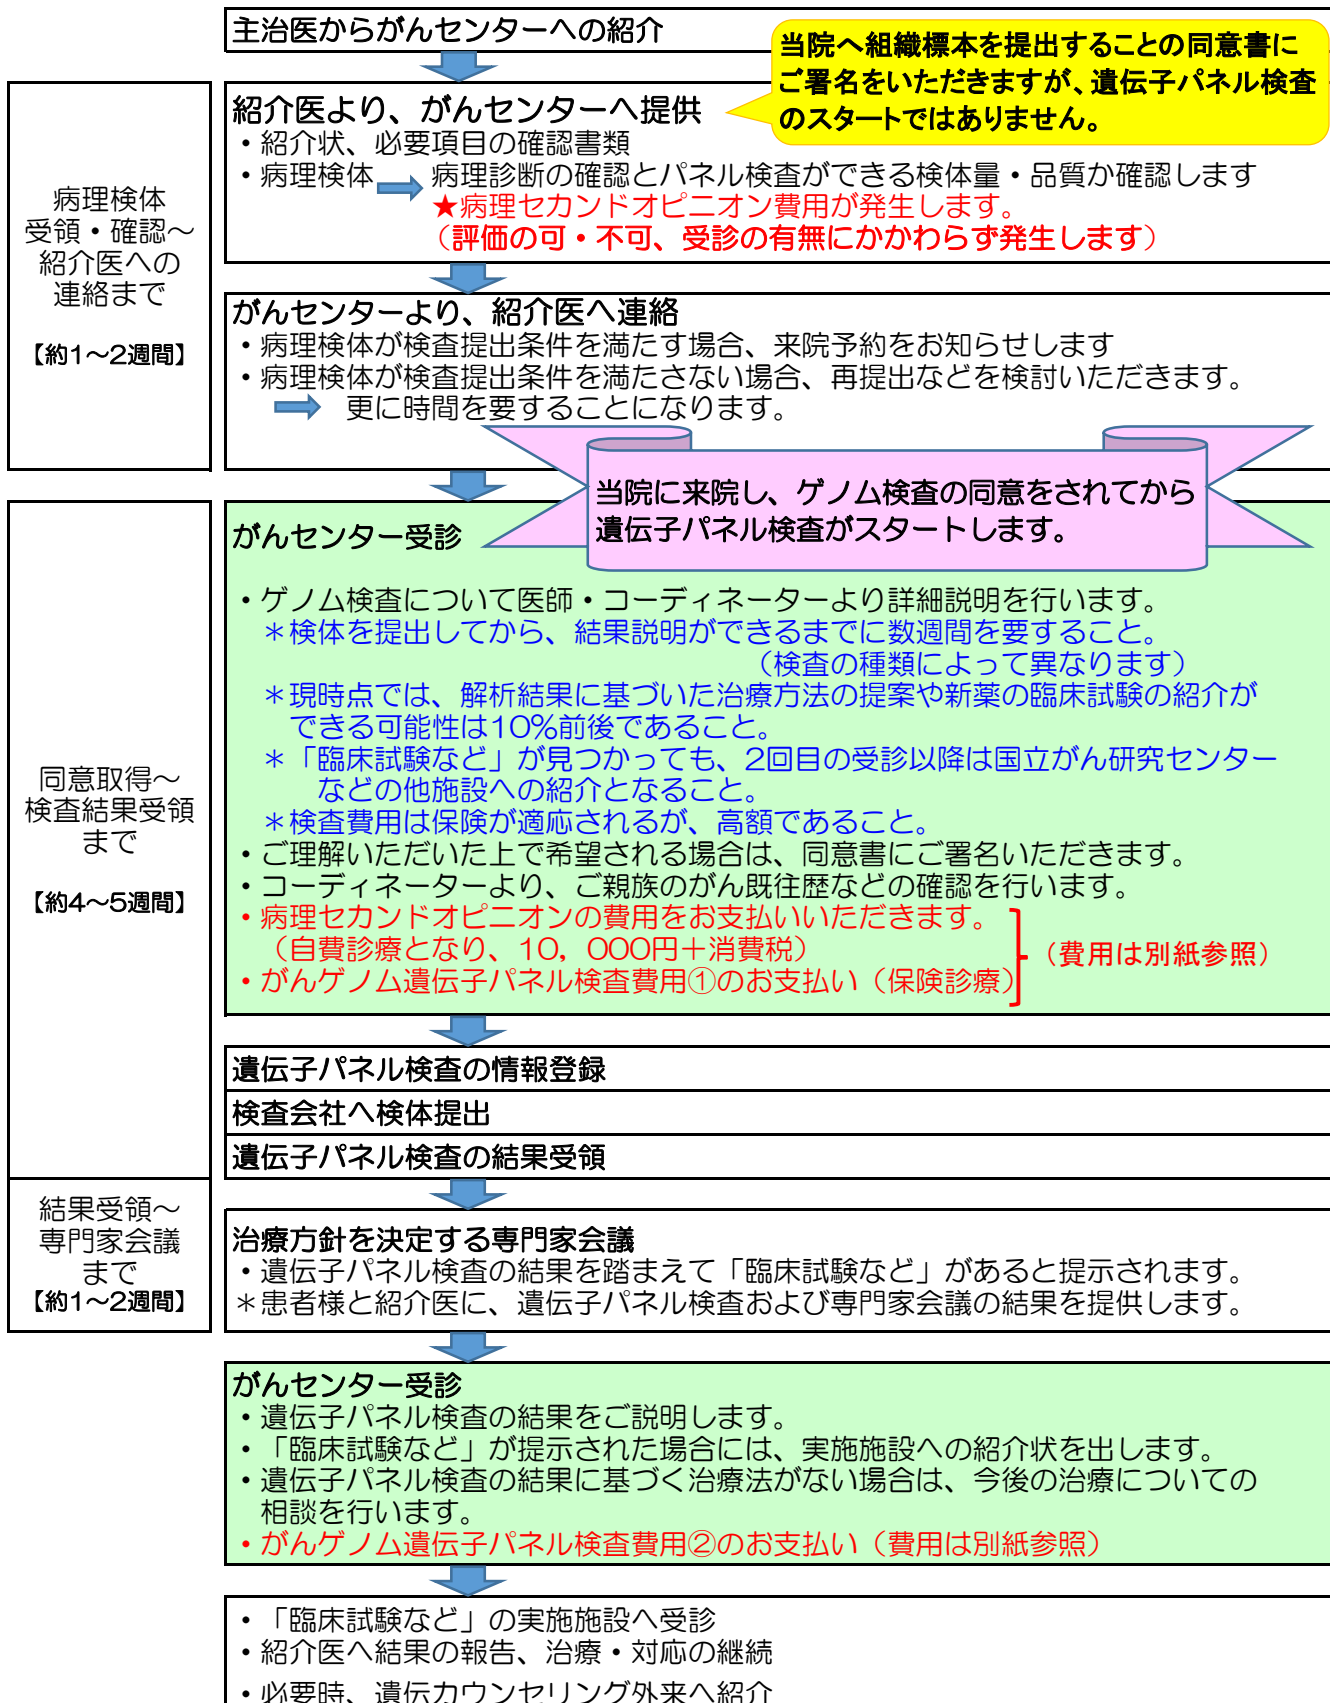 主治医からがんセンターへの紹介
当院へ組織標本を提出することの同意書に
ご署名をいただきますが、遺伝子パネル検査
のスタートではありません。
病理検体
受領・確認～
紹介医への
連絡まで
【約1～2週間】
紹介医より、がんセンターへ提供
・紹介状、必要項目の確認書類
・病理検体 病理診断の確認とパネル検査ができる検体量・品質か確認します
★病理セカンドオピニオン費用が発生します。
（評価の可・不可、受診の有無にかかわらず発生します）
がんセンターより、紹介医へ連絡
・病理検体が検査提出条件を満たす場合、来院予約をお知らせします
・病理検体が検査提出条件を満たさない場合、再提出などを検討いただきます。
更に時間を要することになります。
当院に来院し、ゲノム検査の同意をされてから
遺伝子パネル検査がスタートします。
同意取得～
検査結果受領
まで
【約4～5週間】
がんセンター受診
・ゲノム検査について医師・コーディネーターより詳細説明を行います。
＊検体を提出してから、結果説明ができるまでに数週間を要すること。
（検査の種類によって異なります）
＊現時点では、解析結果に基づいた治療方法の提案や新薬の臨床試験の紹介が
できる可能性は10％前後であること。
＊「臨床試験など」が見つかっても、2回目の受診以降は国立がん研究センター
などの他施設への紹介となること。
＊検査費用は保険が適応されるが、高額であること。
・ご理解いただいた上で希望される場合は、同意書にご署名いただきます。
・コーディネーターより、ご親族のがん既往歴などの確認を行います。
・病理セカンドオピニオンの費用をお支払いいただきます。
（自費診療となり、10，000円＋消費税）
（費用は別紙参照）
・がんゲノム遺伝子パネル検査費用①のお支払い（保険診療）
遺伝子パネル検査の情報登録
検査会社へ検体提出
遺伝子パネル検査の結果受領
結果受領～
専門家会議
まで
【約1～2週間】
治療方針を決定する専門家会議
・遺伝子パネル検査の結果を踏まえて「臨床試験など」があると提示されます。
＊患者様と紹介医に、遺伝子パネル検査および専門家会議の結果を提供します。
がんセンター受診
・遺伝子パネル検査の結果をご説明します。
・「臨床試験など」が提示された場合には、実施施設への紹介状を出します。
・遺伝子パネル検査の結果に基づく治療法がない場合は、今後の治療についての
相談を行います。
・がんゲノム遺伝子パネル検査費用②のお支払い（費用は別紙参照）
・「臨床試験など」の実施施設へ受診
・紹介医へ結果の報告、治療・対応の継続
・必要時、遺伝カウンセリング外来へ紹介